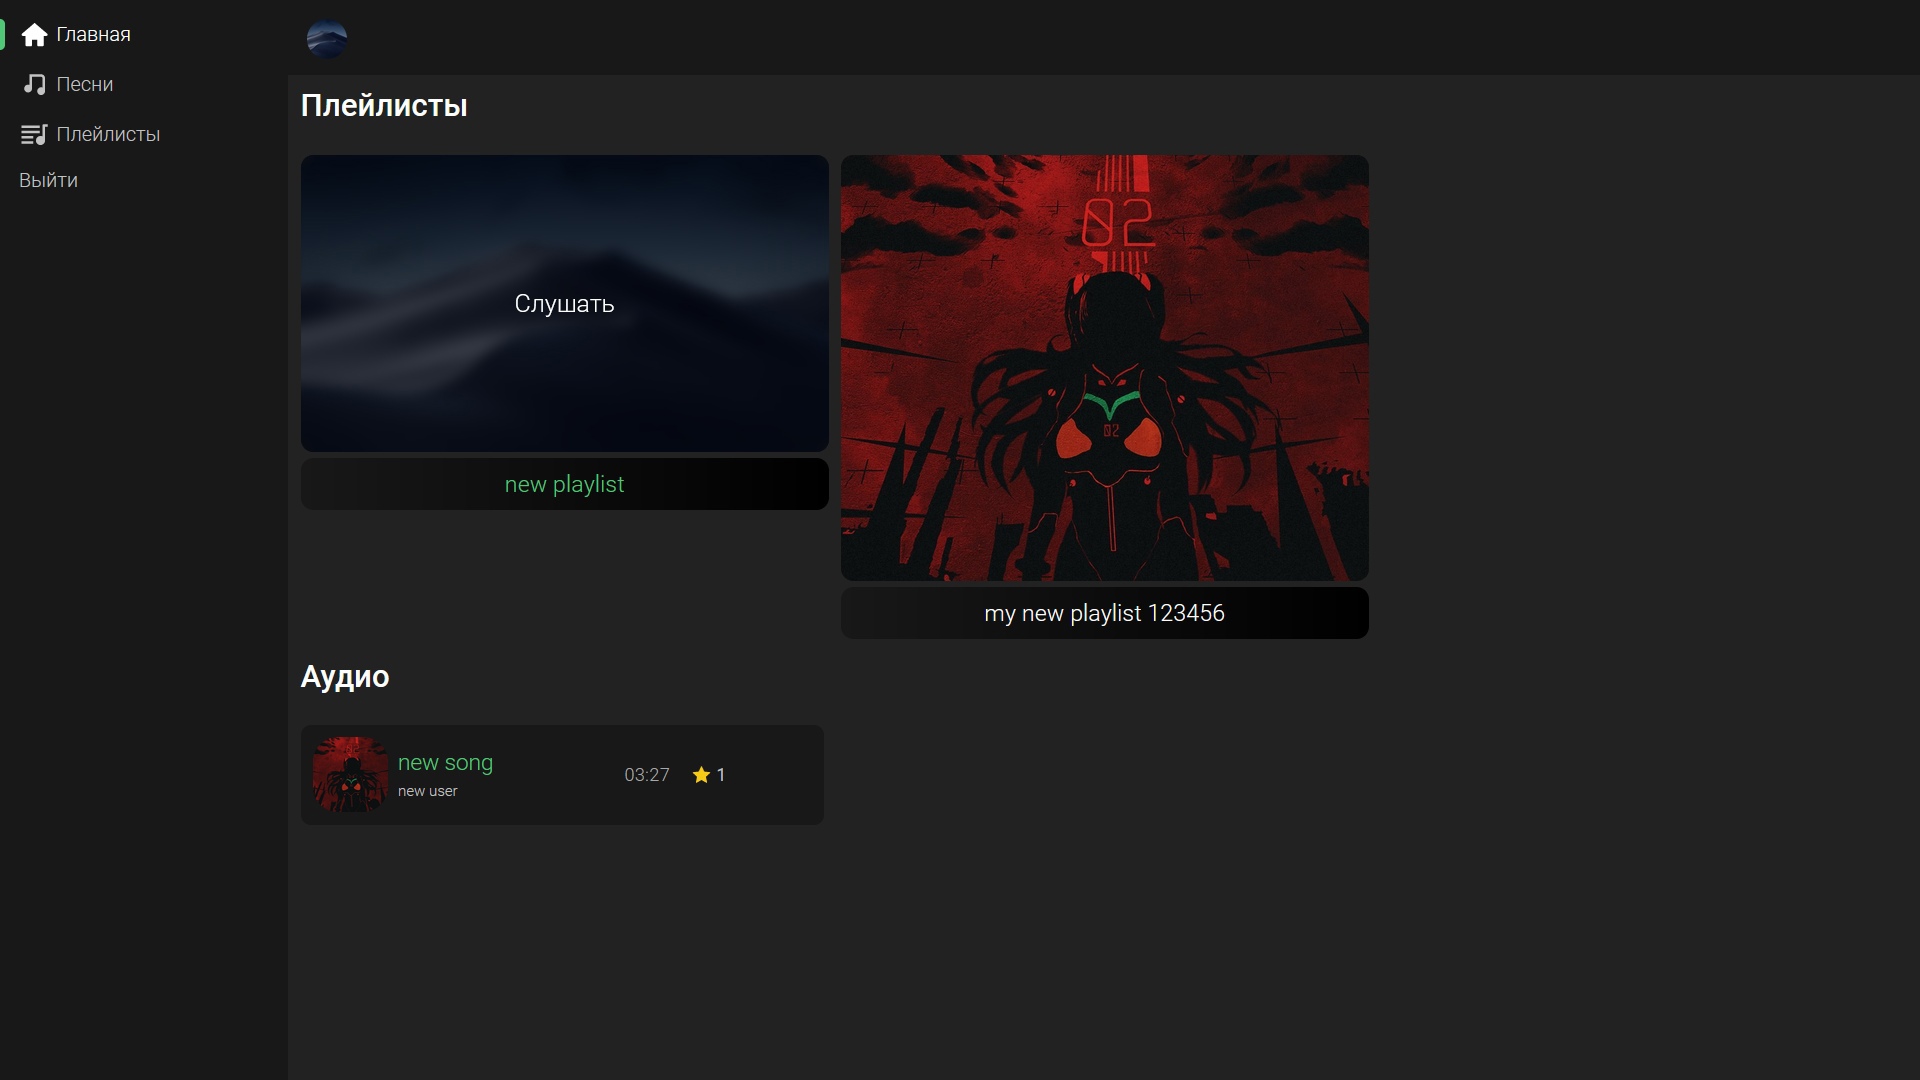 Главная
Песни
Плейлисты
Выйти
Плейлисты
Слушать
new playlist
02
02
my new playlist 123456
Аудио
new song
new user
03:27
1